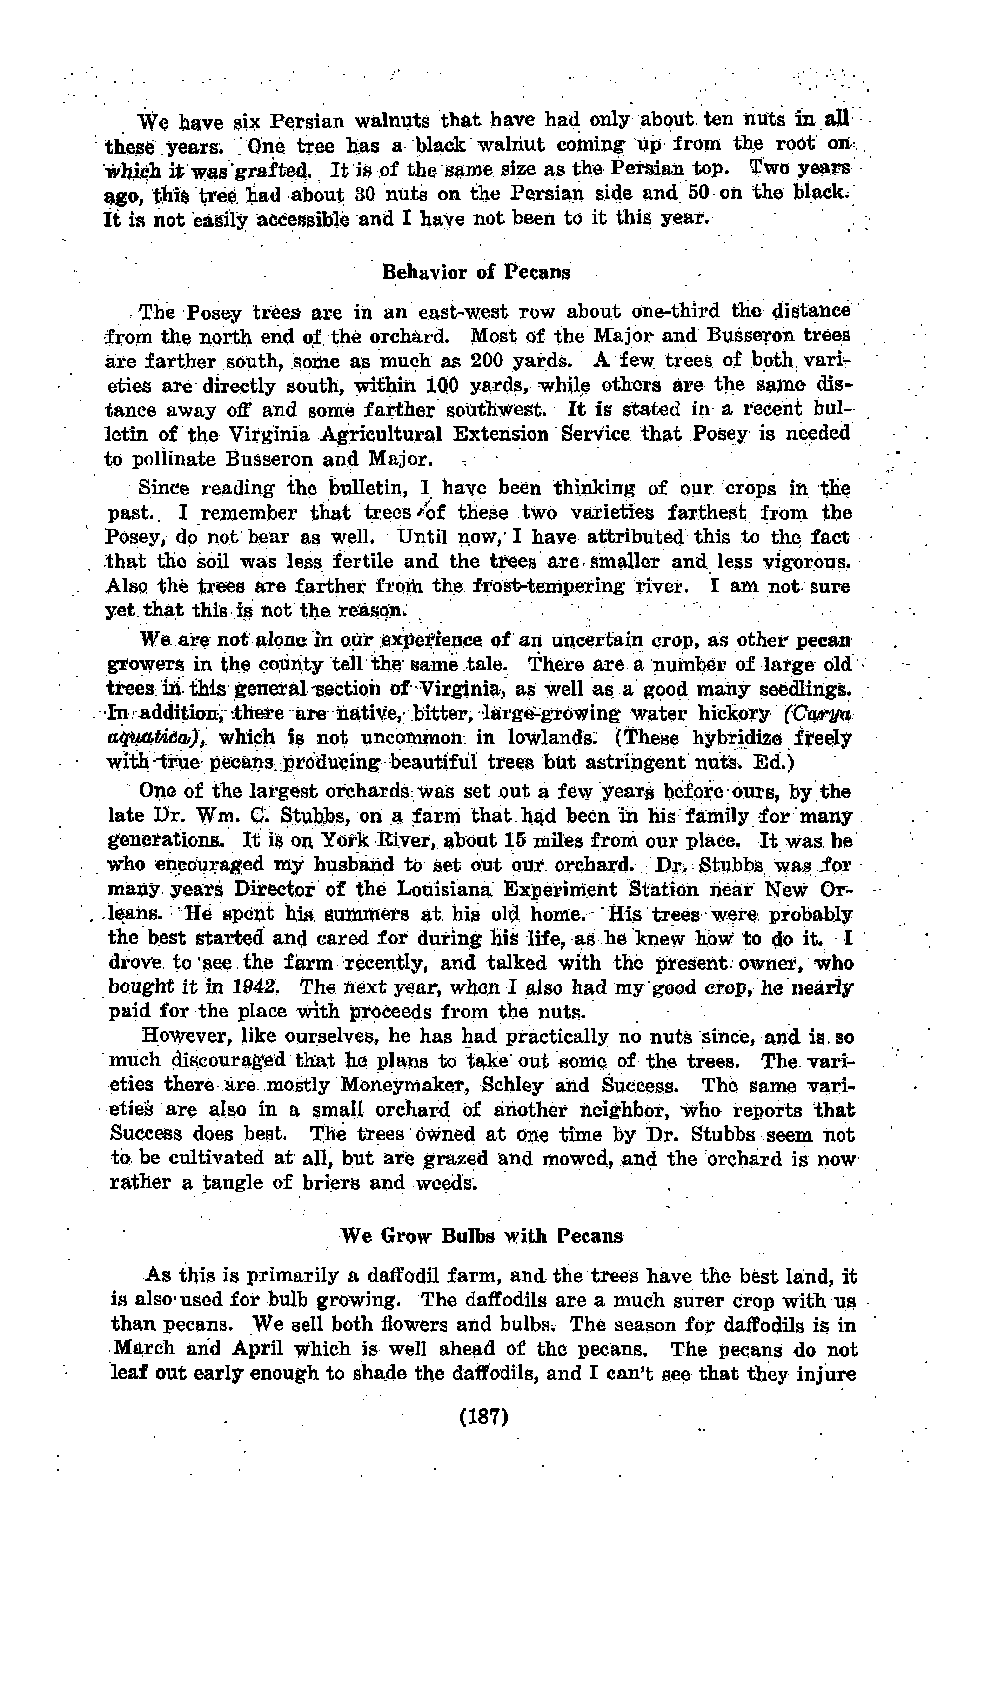 We have six Persian walnuts that have had only about ten nuts in all
these years. One tree has a black walnut coming up from the root on
which it was grafted. It is of the same size as the Persian top. Two years
ago, this tree had about 30 nuts on the Persian side and 50 on the black.
It is not easily accessible and I have not been to it this year.
Behavior of Pecans
The Posey trees are in an east-west row about one-third the distance
from the north end of the orchard. Most of the Major and Busseron trees
are farther south, some as much as 200 yards. A few trees of both vari-
eties are directly south, within 100 yards, while others are the same dis-
tance away off and some farther southwest. It is stated in a recent bul-
letin of the Virginia Agricultural Extension Service that Posey is needed
to pollinate Busseron and Major.
Since reading the bulletin, I have been thinking of our crops in the
past. I remember that trees of these two varieties farthest from the
Posey, do not bear as well. Until now, I have attributed this to the fact
that the soil was less fertile and the trees are smaller and less vigorous.
Also the trees are farther from the frost-tempering river. I am not sure
yet that this is not the reason.
We are not alone in our experience of an uncertain crop, as other pecan
growers in the county tell the same tale. There are a number of large old
trees in this general section of Virginia, as well as a good many seedlings.
In addition, there are native, bitter, large-growing water hickory (Carya
aquatica), which is not uncommon in lowlands. (These hybridize freely
with true pecans producing beautiful trees but astringent nuts. Ed.)
One of the largest orchards was set out a few years before ours, by the
late Dr. Wm. C. Stubbs, on a farm that had been in his family for many
generations. It is on York River, about 15 miles from our place. It was he
who encouraged my husband to set out our orchard. Dr. Stubbs was for
many years Director of the Louisiana Experiment Station near New Or-
leans. He spent his summers at his old home. His trees were probably
the best started and cared for during his life, as he knew how to do it. I
drove to see the farm recently, and talked with the present owner, who
bought it in 1942. The next year, when I also had my good crop, he nearly
paid for the place with proceeds from the nuts.
However, like ourselves, he has had practically no nuts since, and is so
much discouraged that he plans to take out some of the trees. The vari-
eties there are mostly Moneymaker, Schley and Success. The same vari-
eties are also in a small orchard of another neighbor, who reports that
Success does best. The trees owned at one time by Dr. Stubbs seem not
to be cultivated at all, but are grazed and mowed, and the orchard is now
rather a tangle of briers and weeds.
We Grow Bulbs with Pecans
As this is primarily a daffodil farm, and the trees have the best land, it
is also used for bulb growing. The daffodils are a much surer crop with us
than pecans. We sell both flowers and bulbs. The season for daffodils is in
March and April which is well ahead of the pecans. The pecans do not
leaf out early enough to shade the daffodils, and I can't see that they injure
(187)